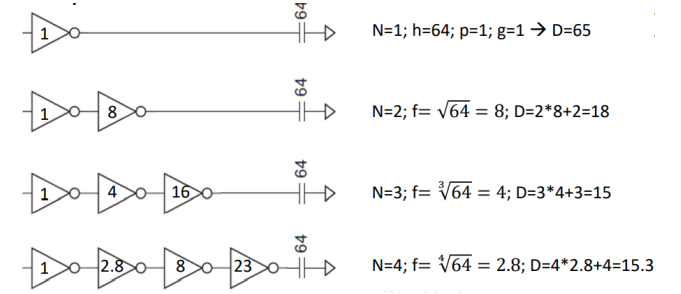 1 64 N=1; h=64; p=1; g=1 → D=65
1 8 64 N=2; f= √64 = 8; D=2*8+2=18
1 4 16 64 N=3; f= ∛64 = 4; D=3*4+3=15
1 2.8 8 23 64 N=4; f= ∜64 = 2.8; D=4*2.8+4=15.3